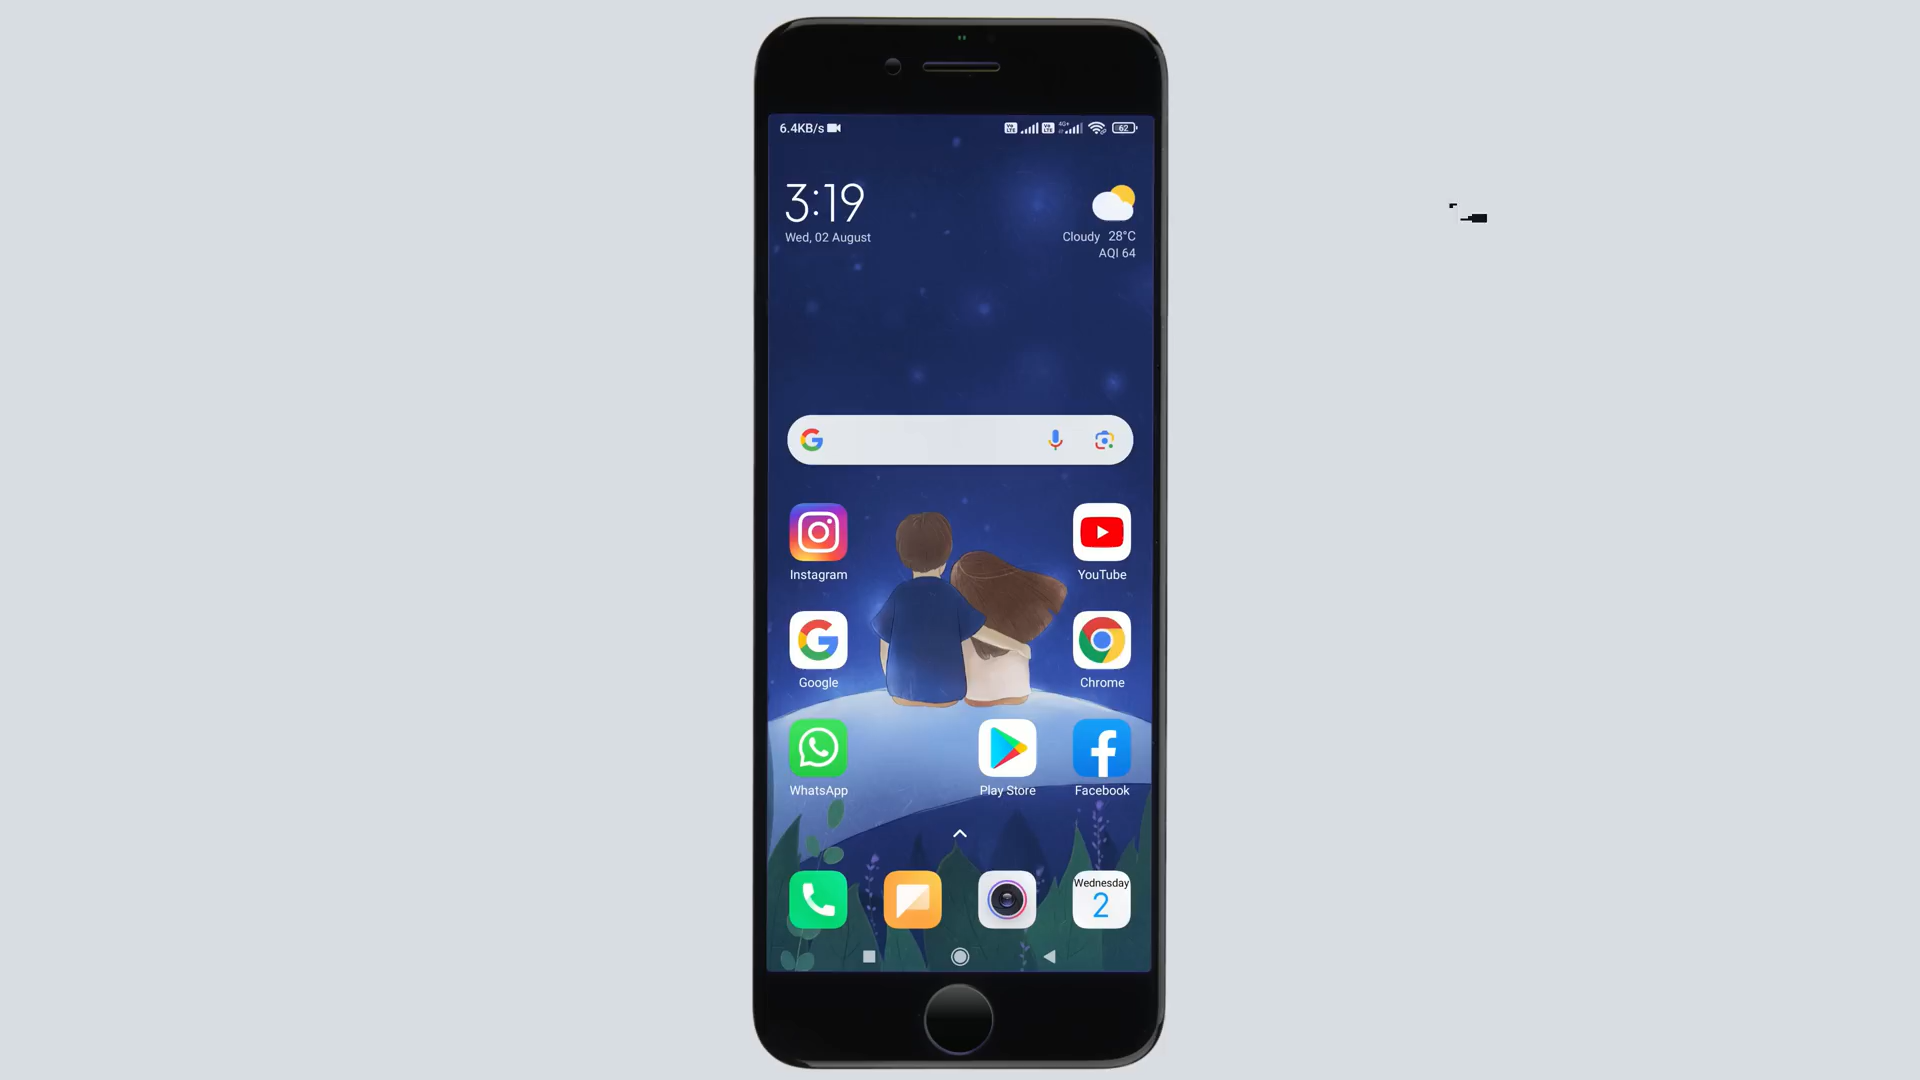 6.4KB/s
62
3:19
Wed, 02 August
Cloudy 28°C
AQI 64
Instagram
YouTube
Google
Chrome
WhatsApp
Play Store
Facebook
Wednesday
2